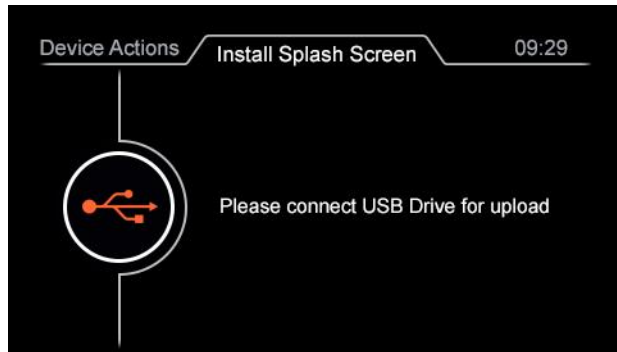 Device Actions
Install Splash Screen
09:29
Please connect USB Drive for upload